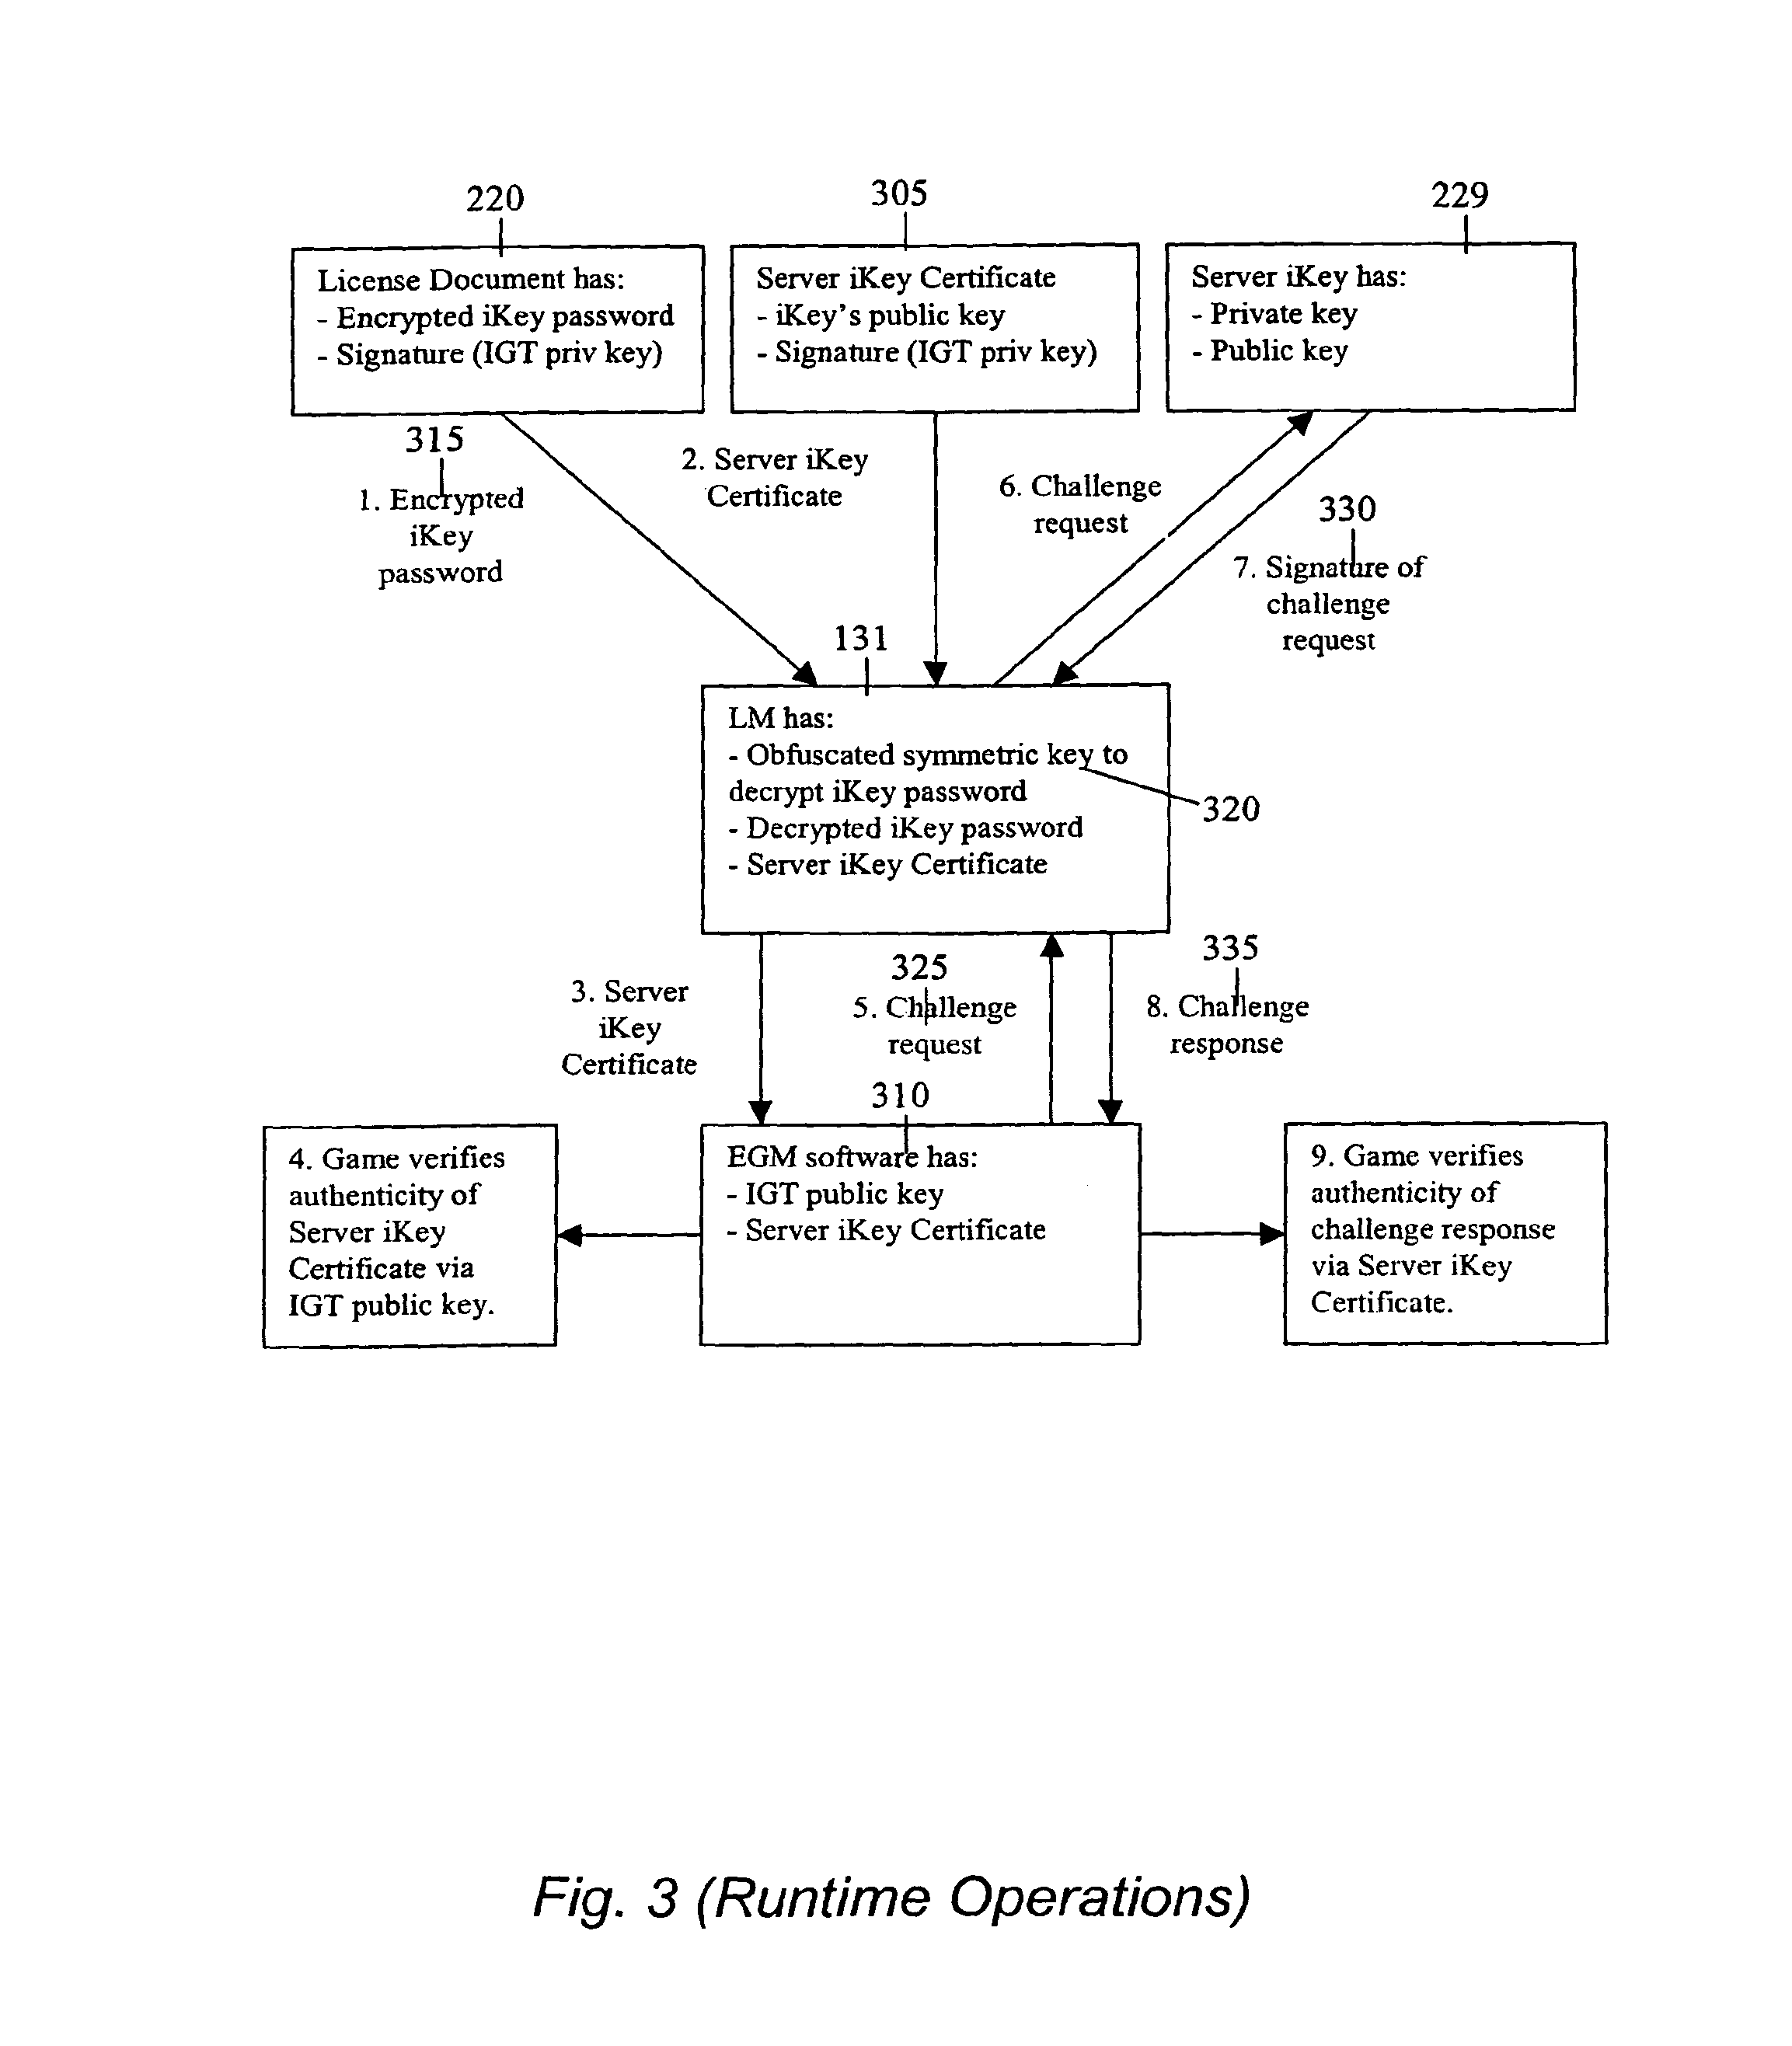 220
305
229
License Document has:
- Encrypted iKey password
- Signature (IGT priv key)
Server iKey Certificate
- iKey's public key
- Signature (IGT priv key)
Server iKey has:
- Private key
- Public key
315
1. Encrypted
iKey
password
2. Server iKey
Certificate
6. Challenge
request
330
7. Signature of
challenge
request
131
LM has:
- Obfuscated symmetric key to
decrypt iKey password
- Decrypted iKey password
- Server iKey Certificate
320
3. Server
iKey
Certificate
325
5. Challenge
request
335
8. Challenge
response
310
4. Game verifies
authenticity of
Server iKey
Certificate via
IGT public key.
EGM software has:
- IGT public key
- Server iKey Certificate
9. Game verifies
authenticity of
challenge response
via Server iKey
Certificate.
Fig. 3 (Runtime Operations)